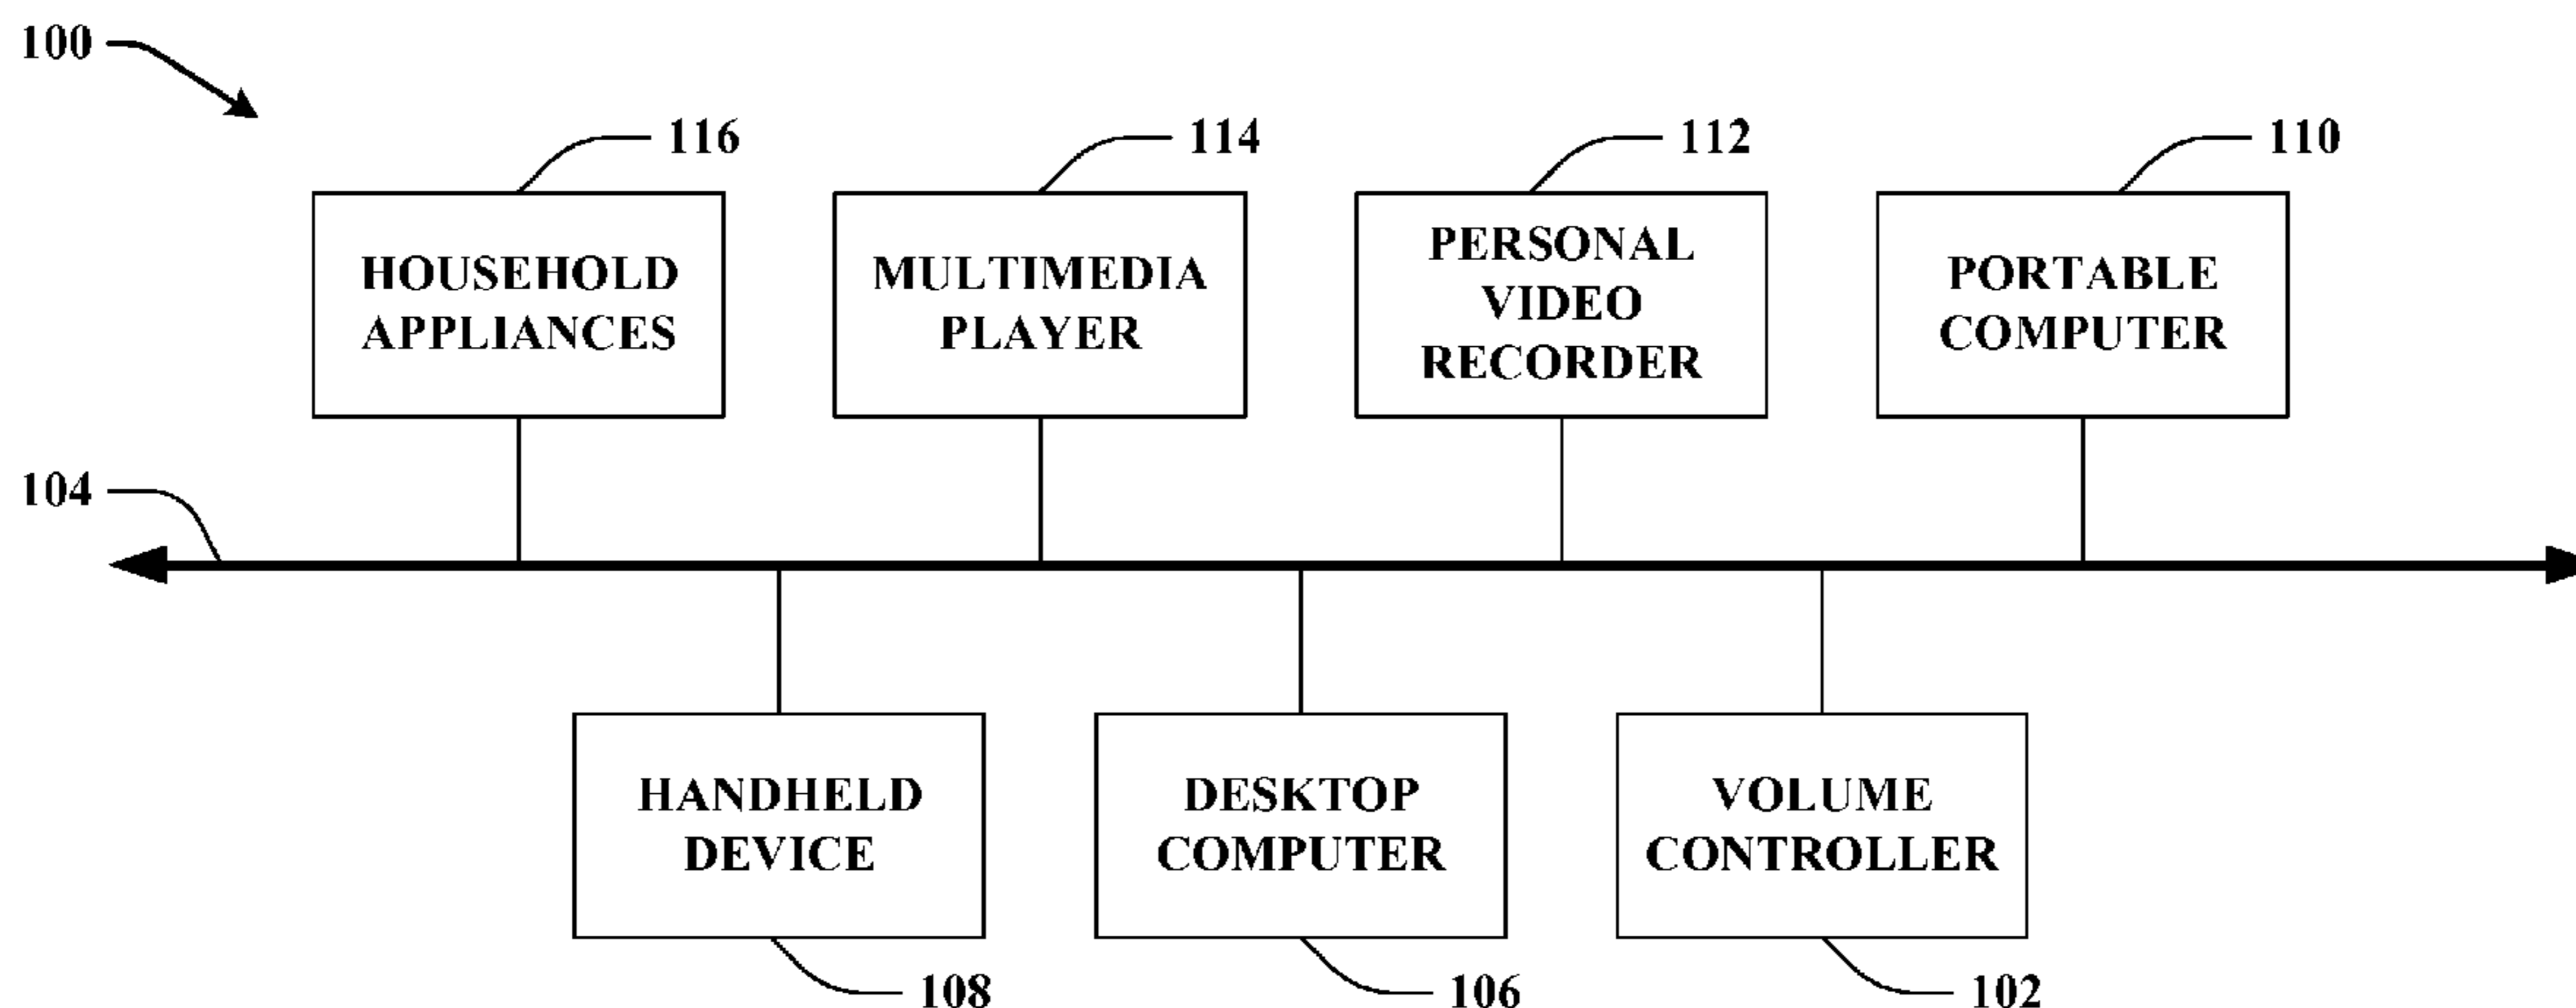 100
116
114
112
110
HOUSEHOLD
APPLIANCES
MULTIMEDIA
PLAYER
PERSONAL
VIDEO
RECORDER
PORTABLE
COMPUTER
104
HANDHELD
DEVICE
DESKTOP
COMPUTER
VOLUME
CONTROLLER
108
106
102